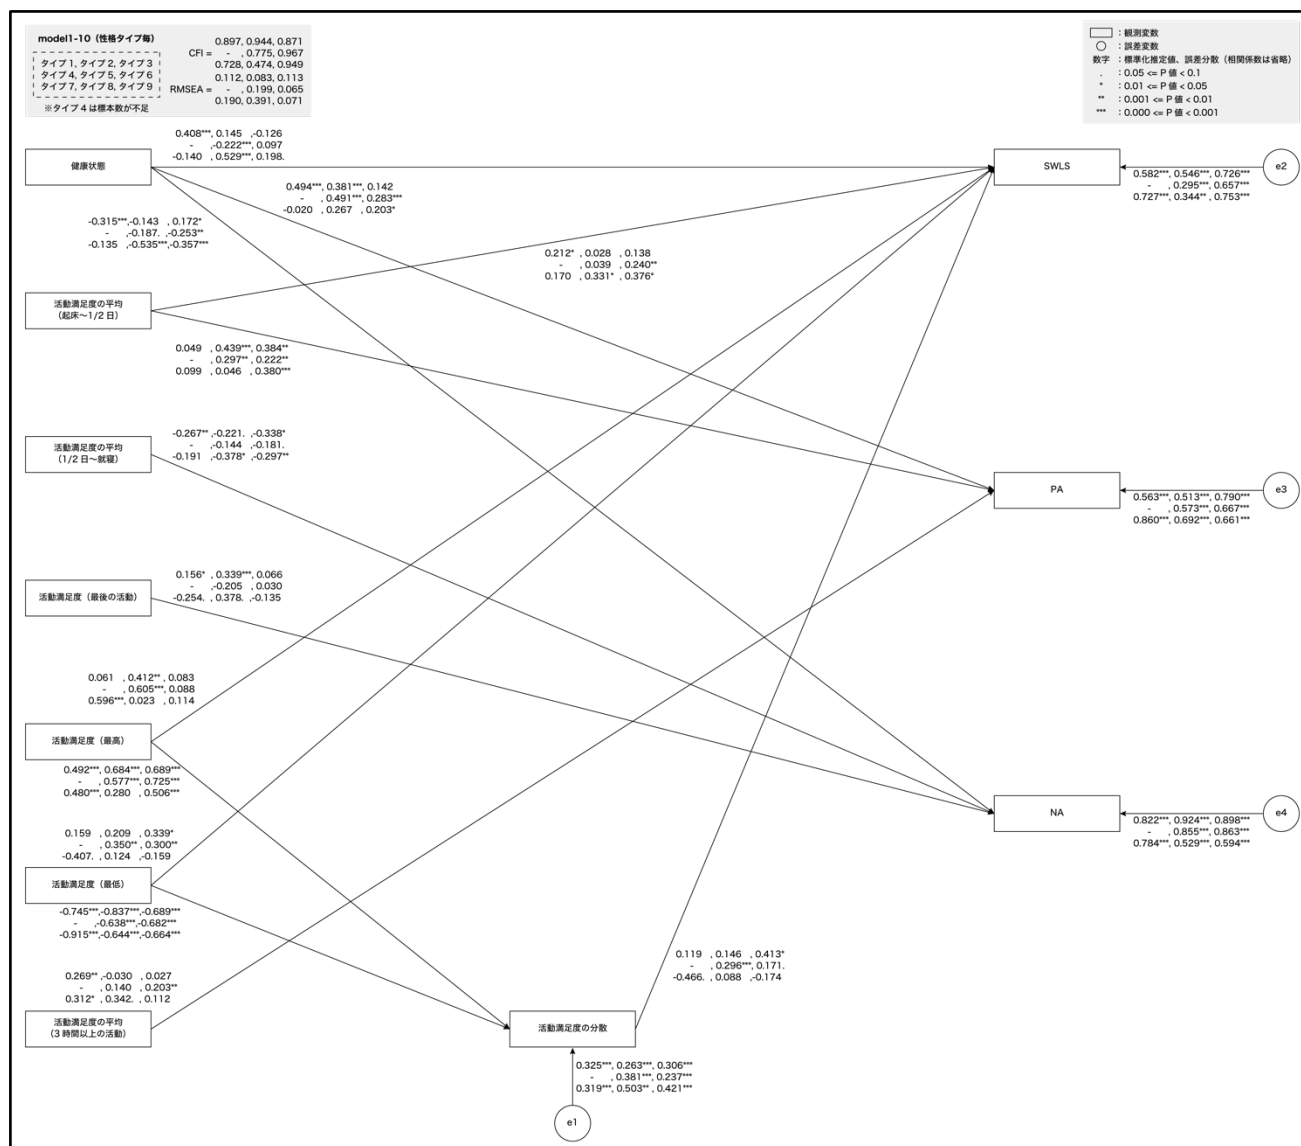 model1-10（性格タイプ毎）
タイプ 1, タイプ 2, タイプ 3
タイプ 4, タイプ 5, タイプ 6
タイプ 7, タイプ 8, タイプ 9
※タイプ 4 は標本数が不足
0.897, 0.944, 0.871
CFI = - , 0.775, 0.967
0.728, 0.474, 0.949
0.112, 0.083, 0.113
RMSEA = - , 0.199, 0.065
0.190, 0.391, 0.071
：観測変数
：誤差変数
数字 ：標準化推定値、誤差分散（相関係数は省略）
. ：0.05 <= P 値 < 0.1
* ：0.01 <= P 値 < 0.05
** ：0.001 <= P 値 < 0.01
*** ：0.000 <= P 値 < 0.001
0.408***, 0.145 ,-0.126
- ,-0.222***, 0.097
-0.140 , 0.529***, 0.198.
健康状態
SWLS
e2
0.582***, 0.546***, 0.726***
- , 0.295***, 0.657***
0.727***, 0.344** , 0.753***
0.494***, 0.381***, 0.142
- , 0.491***, 0.283***
-0.020 , 0.267 , 0.203*
-0.315***,-0.143 , 0.172*
- ,-0.187. ,-0.253**
-0.135 ,-0.535***,-0.357***
0.212* , 0.028 , 0.138
- , 0.039 , 0.240**
0.170 , 0.331* , 0.376*
活動満足度の平均
（起床〜1/2 日）
0.049 , 0.439***, 0.384**
- , 0.297** , 0.222**
0.099 , 0.046 , 0.380***
-0.267** ,-0.221. ,-0.338*
- ,-0.144 ,-0.181.
-0.191 ,-0.378* ,-0.297**
活動満足度の平均
（1/2 日〜就寝）
PA
e3
0.563***, 0.513***, 0.790***
- , 0.573***, 0.667***
0.860***, 0.692***, 0.661***
0.156* , 0.339***, 0.066
- ,-0.205 , 0.030
-0.254. , 0.378. ,-0.135
活動満足度（最後の活動）
0.061 , 0.412** , 0.083
- , 0.605***, 0.088
0.596***, 0.023 , 0.114
活動満足度（最高）
0.492***, 0.684***, 0.689***
- , 0.577***, 0.725***
0.480***, 0.280 , 0.506***
NA
e4
0.822***, 0.924***, 0.898***
- , 0.855***, 0.863***
0.784***, 0.529***, 0.594***
0.159 , 0.209 , 0.339*
- , 0.350** , 0.300**
-0.407. , 0.124 ,-0.159
活動満足度（最低）
-0.745***,-0.837***,-0.689***
- ,-0.638***,-0.682***
-0.915***,-0.644***,-0.664***
0.119 , 0.146 , 0.413*
- , 0.296***, 0.171.
-0.466. , 0.088 ,-0.174
0.269** ,-0.030 , 0.027
- , 0.140 , 0.203**
0.312* , 0.342. , 0.112
活動満足度の平均
（3 時間以上の活動）
活動満足度の分散
0.325***, 0.263***, 0.306***
- , 0.381***, 0.237***
0.319***, 0.503** , 0.421***
e1